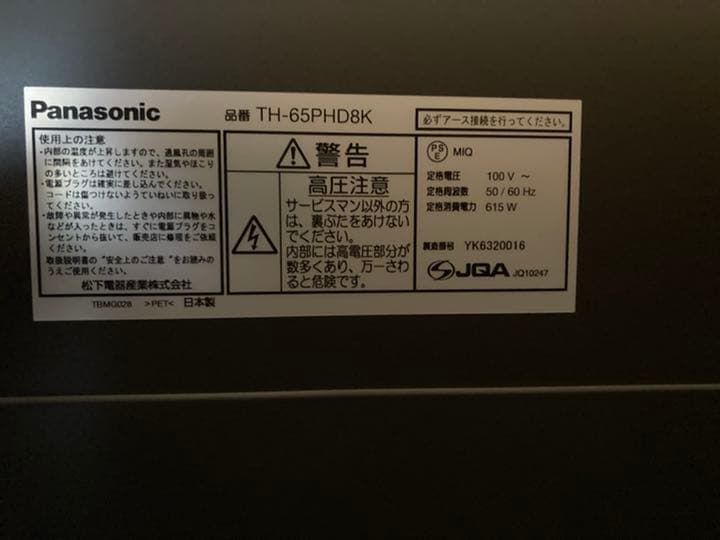 Panasonic
品番 TH-65PHD8K
必ずアース接続を行ってください。
使用上の注意
・内部の温度が上昇しますので、通風孔の周囲
に間隔をあけてください。また湿気やほこり
の多いところは避けてください。
・電源プラグは確実に差し込んでください。
コードは傷つけないようていねいに取り扱っ
てください。
・故障や異常が発生したときや内部に異物や水
などが入ったときは、すぐに電源プラグをコ
ンセントから抜いて、販売店に修理をご依頼
ください。
取扱説明書の"安全上のご注意"をお読みの
うえご使用ください。
松下電器産業株式会社
TBMG028 >PET< 日本製
警告
高圧注意
サービスマン以外の方
は、裏ぶたをあけない
でください。
内部には高電圧部分が
数多くあり、万一さわ
ると危険です。
PSE MIQ
定格電圧 100 V ~
定格周波数 50 / 60 Hz
定格消費電力 615 W
製造番号 YK6320016
JQA JQ10247